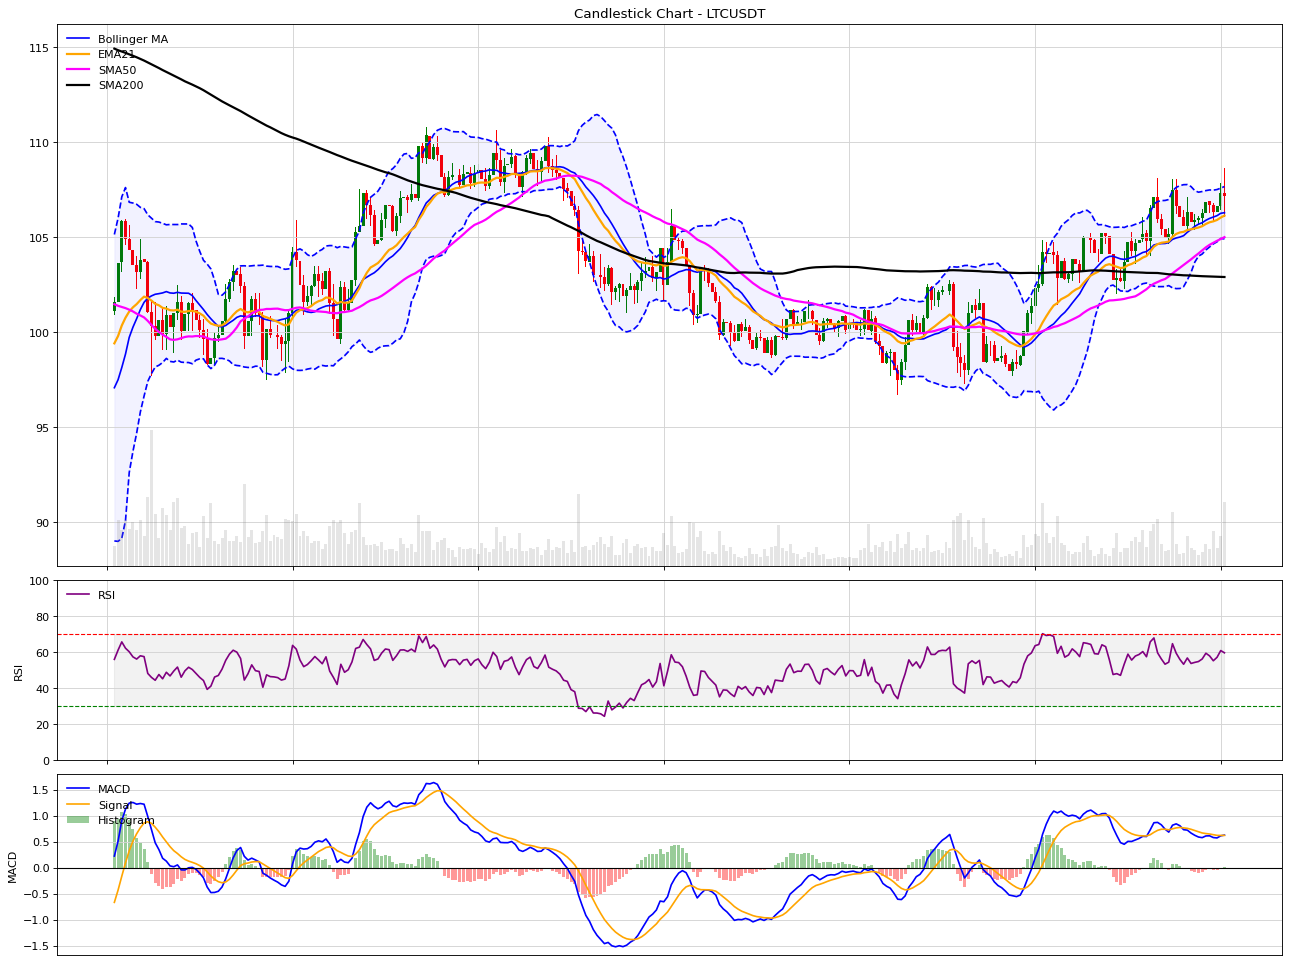 Candlestick Chart - LTCUSDT
Bollinger MA
EMA21
SMA50
SMA200
115
110
105
100
95
90
RSI
100
80
60
40
20
0
RSI
MACD
Signal
Histogram
1.5
1.0
0.5
0.0
−0.5
−1.0
−1.5
MACD